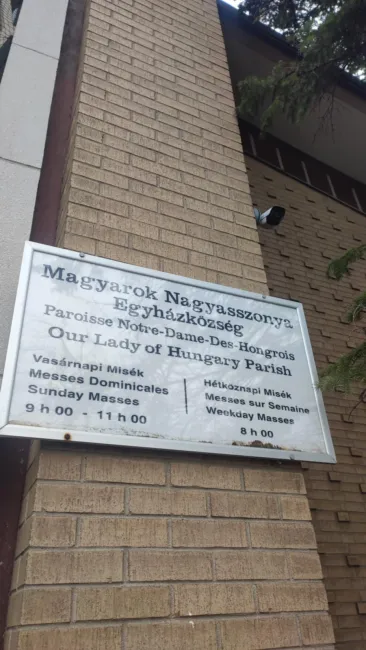 Magyarok Nagyasszonya
Egyházközség
Paroisse Notre-Dame-Des-Hongrois
Our Lady of Hungary Parish
Vasárnapi Misék
Messes Dominicales
Sunday Masses
9 h 00 - 11 h 00
Hétköznapi Misék
Messes sur Semaine
Weekday Masses
8 h 00